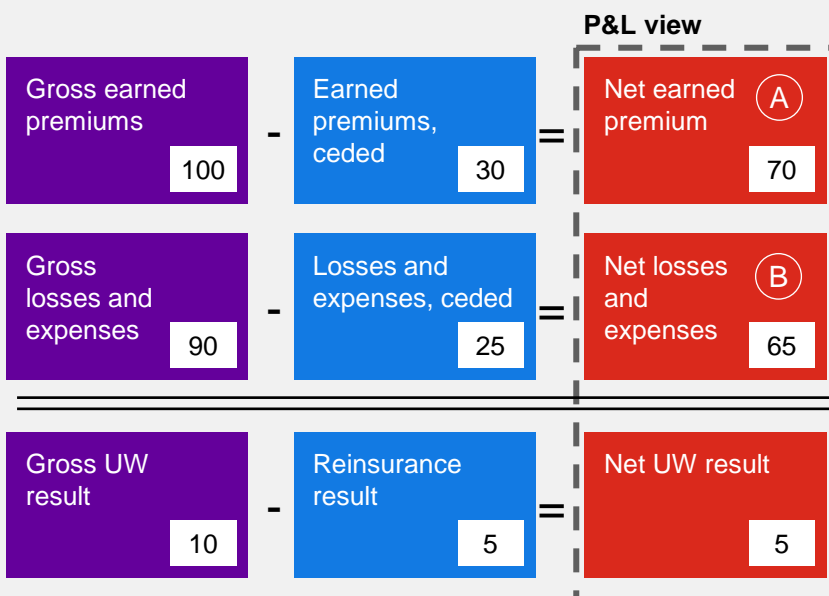 P&L view
Gross earned
premiums
100
-
Earned
premiums,
ceded
30
=
Net earned
premium
A
70
Gross
losses and
expenses
90
-
Losses and
expenses, ceded
25
=
Net losses
and
expenses
B
65
Gross UW
result
10
-
Reinsurance
result
5
=
Net UW result
5